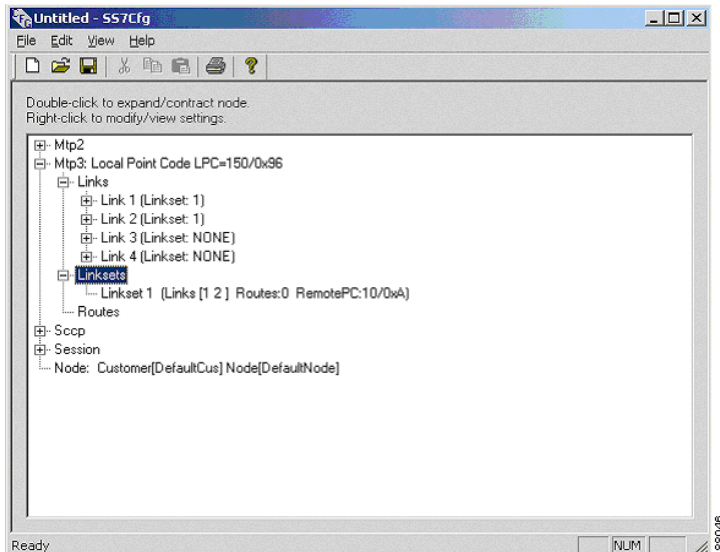 Untitled - SS7Cfg
File Edit View Help
Double-click to expand/contract node.
Right-click to modify/view settings.
Mtp2
Mtp3: Local Point Code LPC=150/0x96
Links
Link 1 (Linkset: 1)
Link 2 (Linkset: 1)
Link 3 (Linkset: NONE)
Link 4 (Linkset: NONE)
Linksets
Linkset 1 (Links [1 2 ] Routes:0 RemotePC:10/0xA)
Routes
Sccp
Session
Node: Customer[DefaultCus] Node[DefaultNode]
Ready NUM